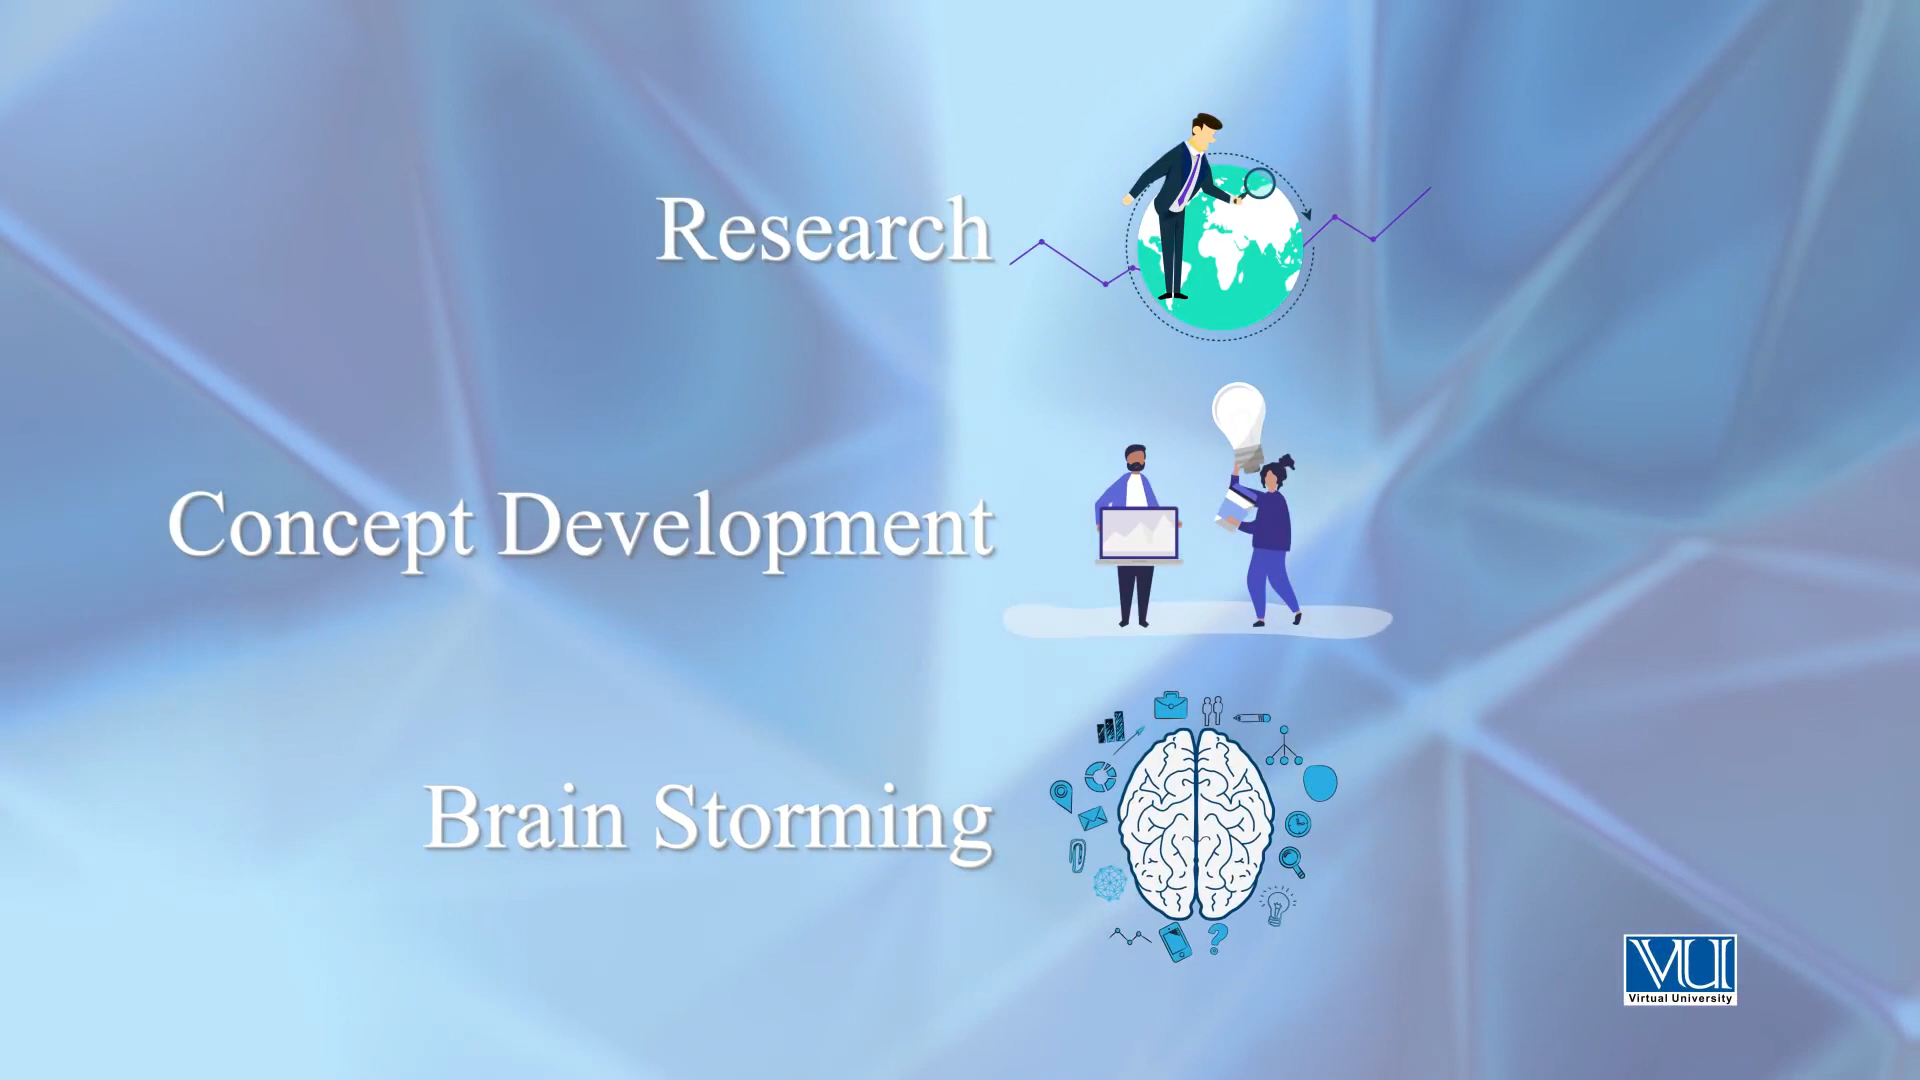 Research
Concept Development
Brain Storming
VU
Virtual University